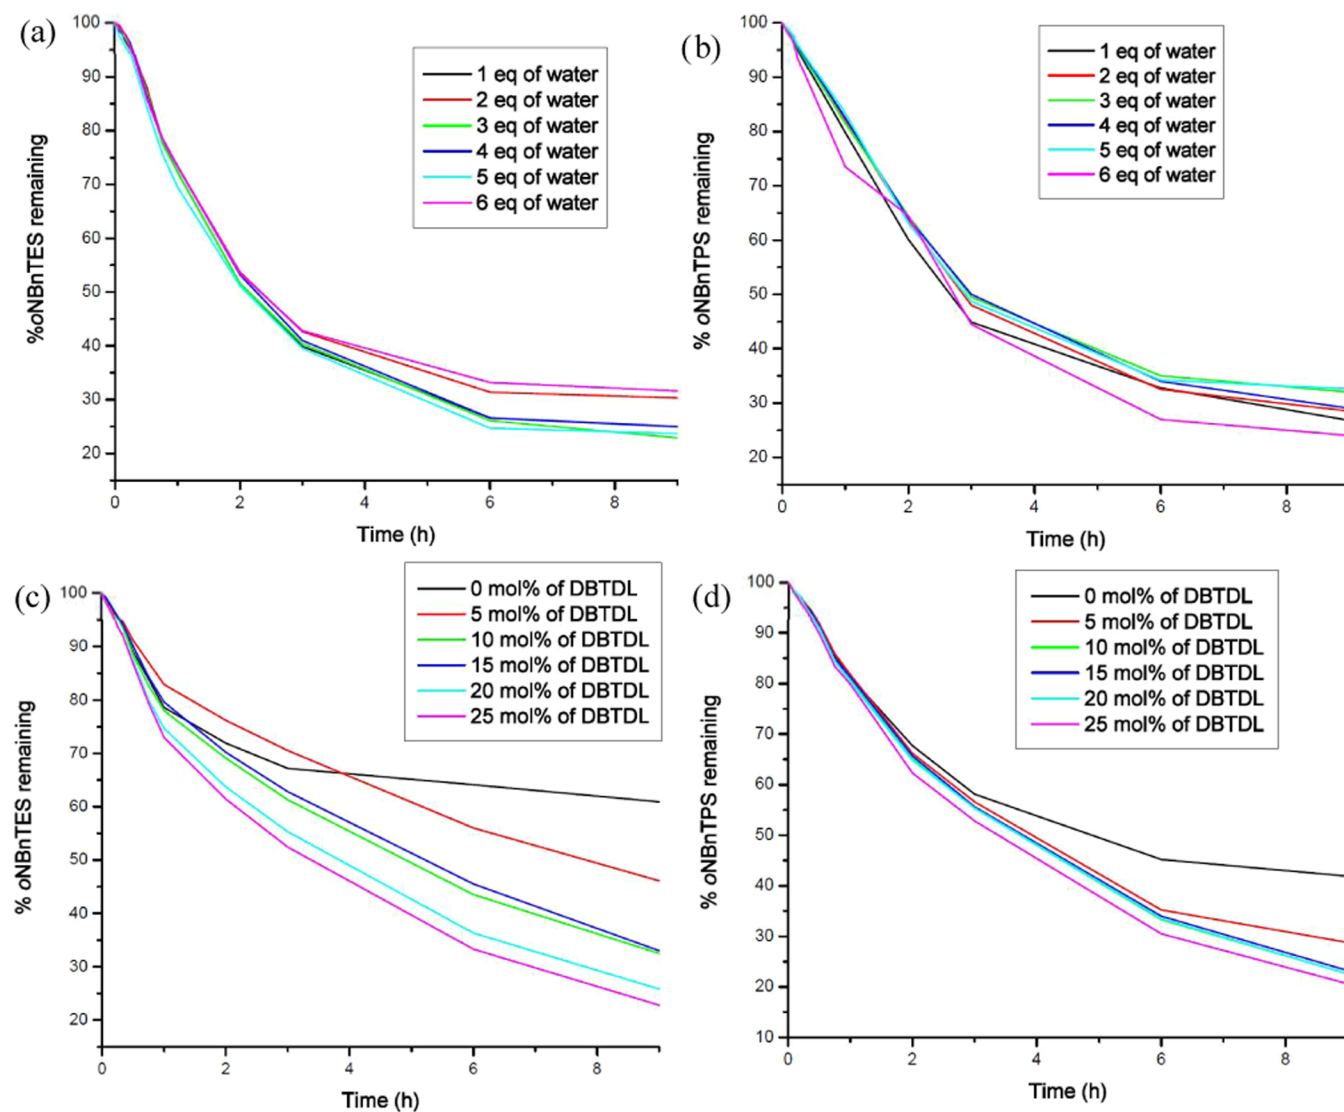 (a)
100
90
80
70
60
50
40
30
20
%oNBnTES remaining
1 eq of water
2 eq of water
3 eq of water
4 eq of water
5 eq of water
6 eq of water
0 2 4 6 8
Time (h)
(b)
100
90
80
70
60
50
40
30
20
% oNBnTPS remaining
1 eq of water
2 eq of water
3 eq of water
4 eq of water
5 eq of water
6 eq of water
0 2 4 6 8
Time (h)
(c)
100
90
80
70
60
50
40
30
20
% oNBnTES remaining
0 mol% of DBTDL
5 mol% of DBTDL
10 mol% of DBTDL
15 mol% of DBTDL
20 mol% of DBTDL
25 mol% of DBTDL
0 2 4 6 8
Time (h)
(d)
100
90
80
70
60
50
40
30
20
10
% oNBnTPS remaining
0 mol% of DBTDL
5 mol% of DBTDL
10 mol% of DBTDL
15 mol% of DBTDL
20 mol% of DBTDL
25 mol% of DBTDL
0 2 4 6 8
Time (h)